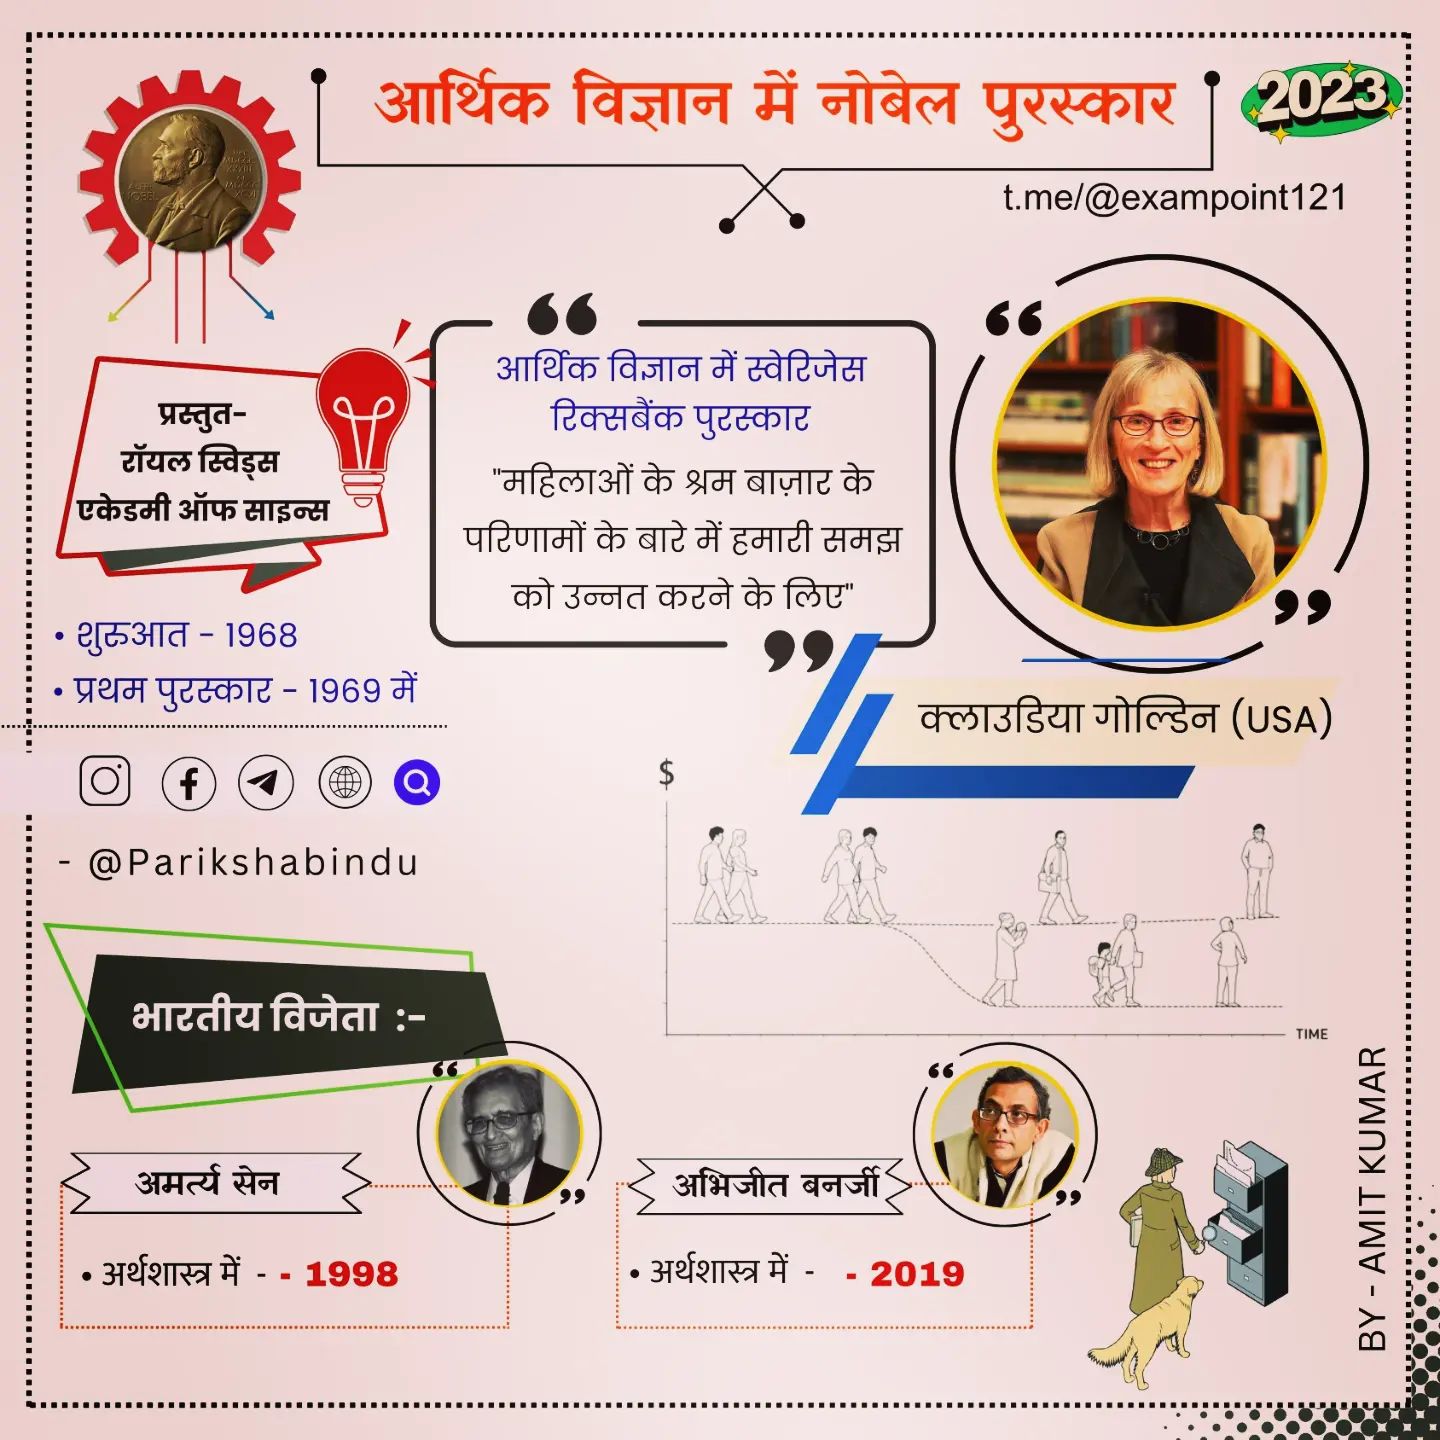 आर्थिक विज्ञान में नोबेल पुरस्कार
2023
t.me/@exampoint121
आर्थिक विज्ञान में स्वेरिजेस
रिक्सबैंक पुरस्कार
"महिलाओं के श्रम बाज़ार के
परिणामों के बारे में हमारी समझ
को उन्नत करने के लिए"
प्रस्तुत-
रॉयल स्विड्स
एकेडमी ऑफ साइन्स
• शुरुआत - 1968
• प्रथम पुरस्कार - 1969 में
क्लाउडिया गोल्डिन (USA)
- @Parikshabindu
$
TIME
भारतीय विजेता :-
अमर्त्य सेन
• अर्थशास्त्र में - - 1998
अभिजीत बनर्जी
• अर्थशास्त्र में - - 2019
BY - AMIT KUMAR